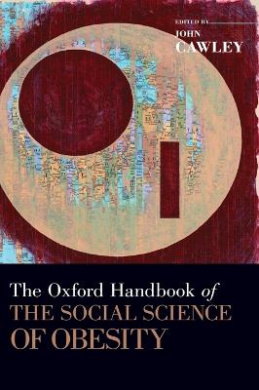 EDITED BY
JOHN
CAWLEY
The Oxford Handbook of
THE SOCIAL SCIENCE
OF OBESITY